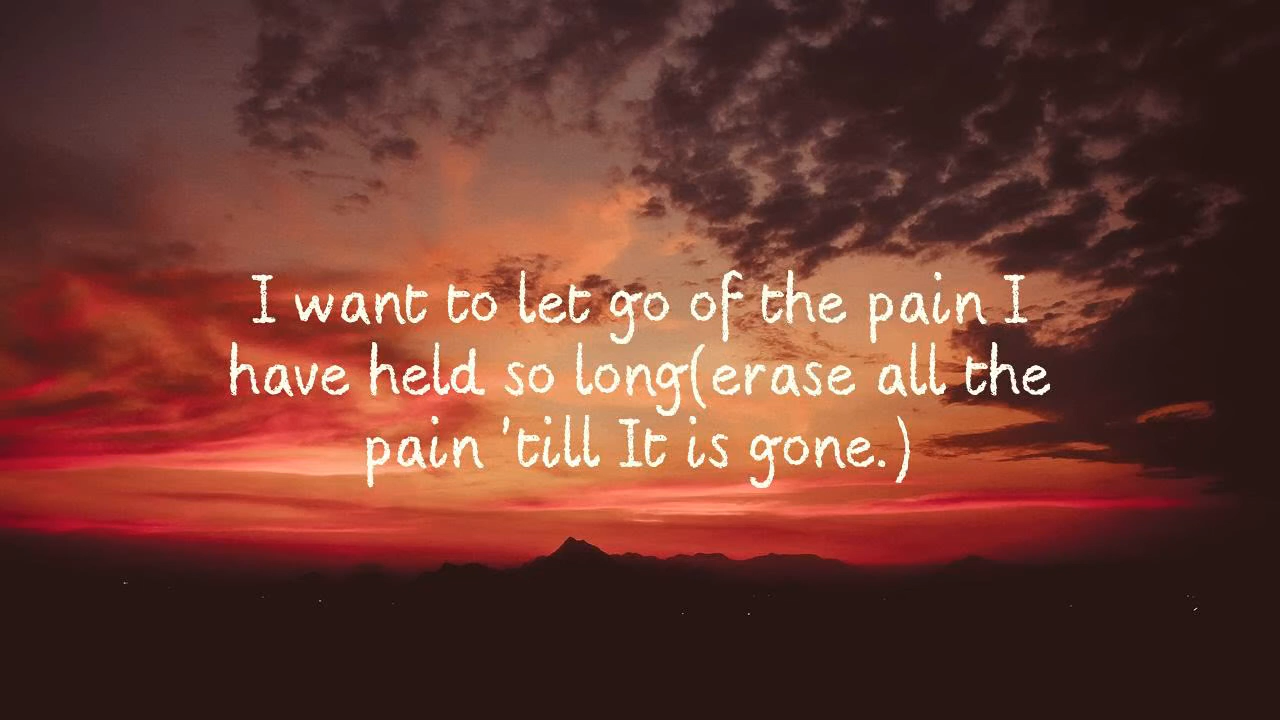 I want to let go of the pain I
have held so long(erase all the
pain 'till It is gone.)